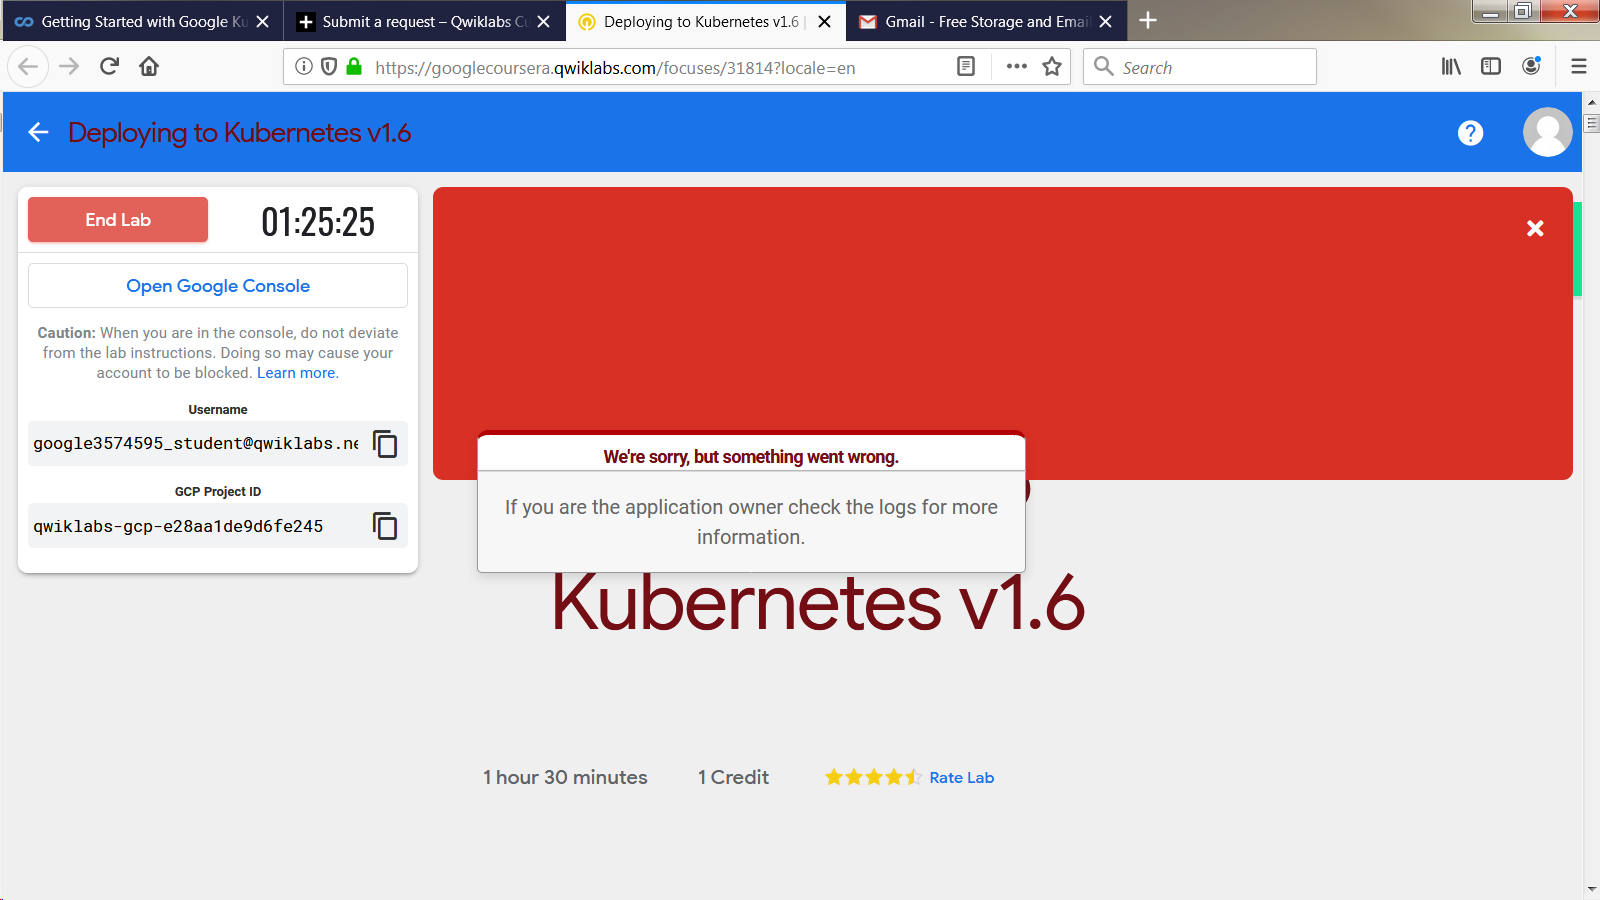 Getting Started with Google Ku
Submit a request – Qwiklabs Cu
Deploying to Kubernetes v1.6 |
Gmail - Free Storage and Email
https://googlecoursera.qwiklabs.com/focuses/31814?locale=en
Search
Deploying to Kubernetes v1.6
?
End Lab
01:25:25
Open Google Console
Caution: When you are in the console, do not deviate
from the lab instructions. Doing so may cause your
account to be blocked. Learn more.
Username
google3574595_student@qwiklabs.ne
GCP Project ID
qwiklabs-gcp-e28aa1de9d6fe245
We're sorry, but something went wrong.
If you are the application owner check the logs for more
information.
Kubernetes v1.6
1 hour 30 minutes
1 Credit
Rate Lab